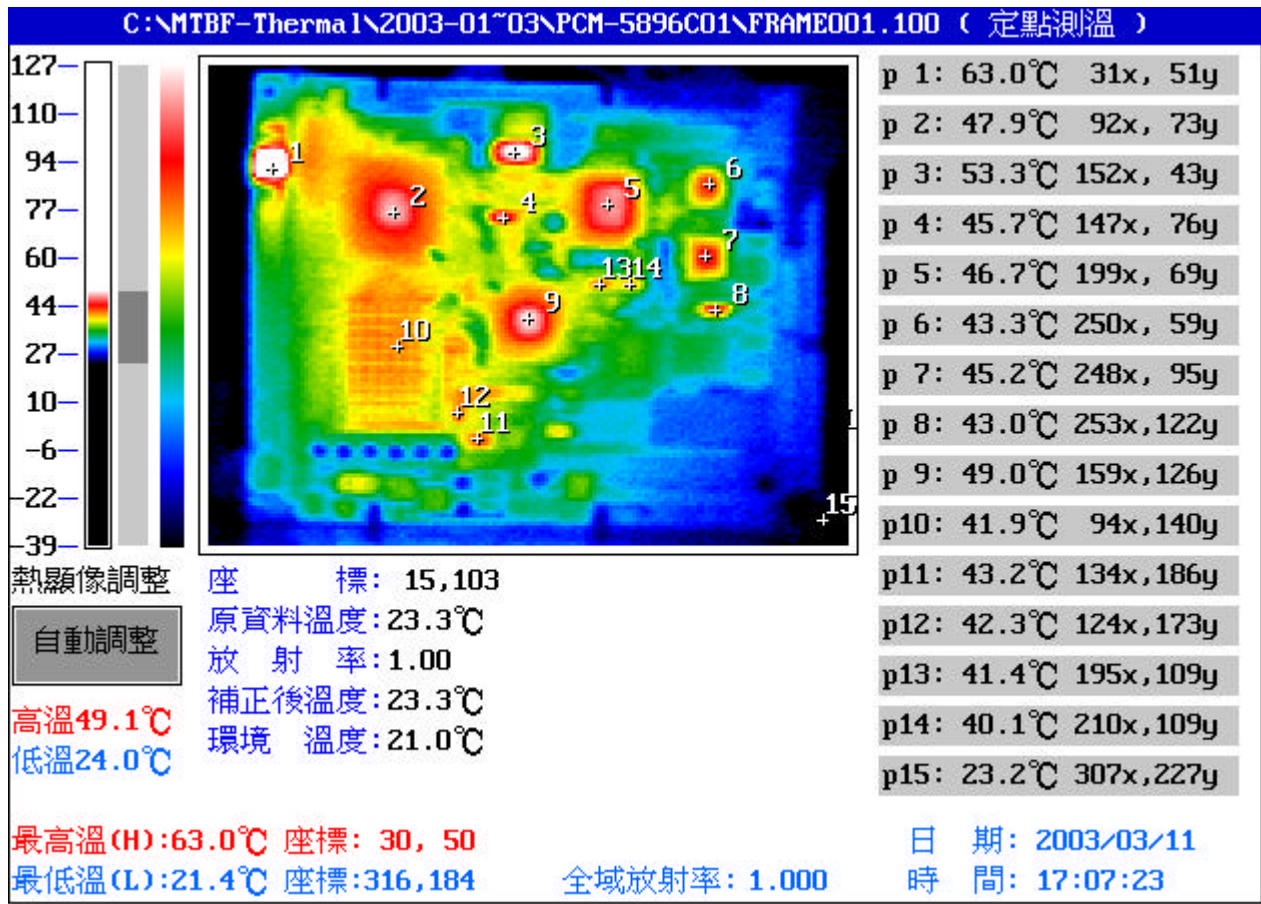 C:\MTBF-Thermal\2003-01~03\PCM-5896C01\FRAME001.100 ( 定點測溫 )
127
110
94
77
60
44
27
10
-6
-22
-39
1
2
3
4
5
6
7
8
9
10
11
12
1314
15
p 1: 63.0℃ 31x, 51y
p 2: 47.9℃ 92x, 73y
p 3: 53.3℃ 152x, 43y
p 4: 45.7℃ 147x, 76y
p 5: 46.7℃ 199x, 69y
p 6: 43.3℃ 250x, 59y
p 7: 45.2℃ 248x, 95y
p 8: 43.0℃ 253x,122y
p 9: 49.0℃ 159x,126y
p10: 41.9℃ 94x,140y
p11: 43.2℃ 134x,186y
p12: 42.3℃ 124x,173y
p13: 41.4℃ 195x,109y
p14: 40.1℃ 210x,109y
p15: 23.2℃ 307x,227y
熱顯像調整
自動調整
高溫49.1℃
低溫24.0℃
座 標: 15,103
原資料溫度:23.3℃
放 射 率:1.00
補正後溫度:23.3℃
環境 溫度:21.0℃
最高溫(H):63.0℃ 座標: 30, 50
最低溫(L):21.4℃ 座標:316,184
全域放射率: 1.000
日 期: 2003/03/11
時 間: 17:07:23